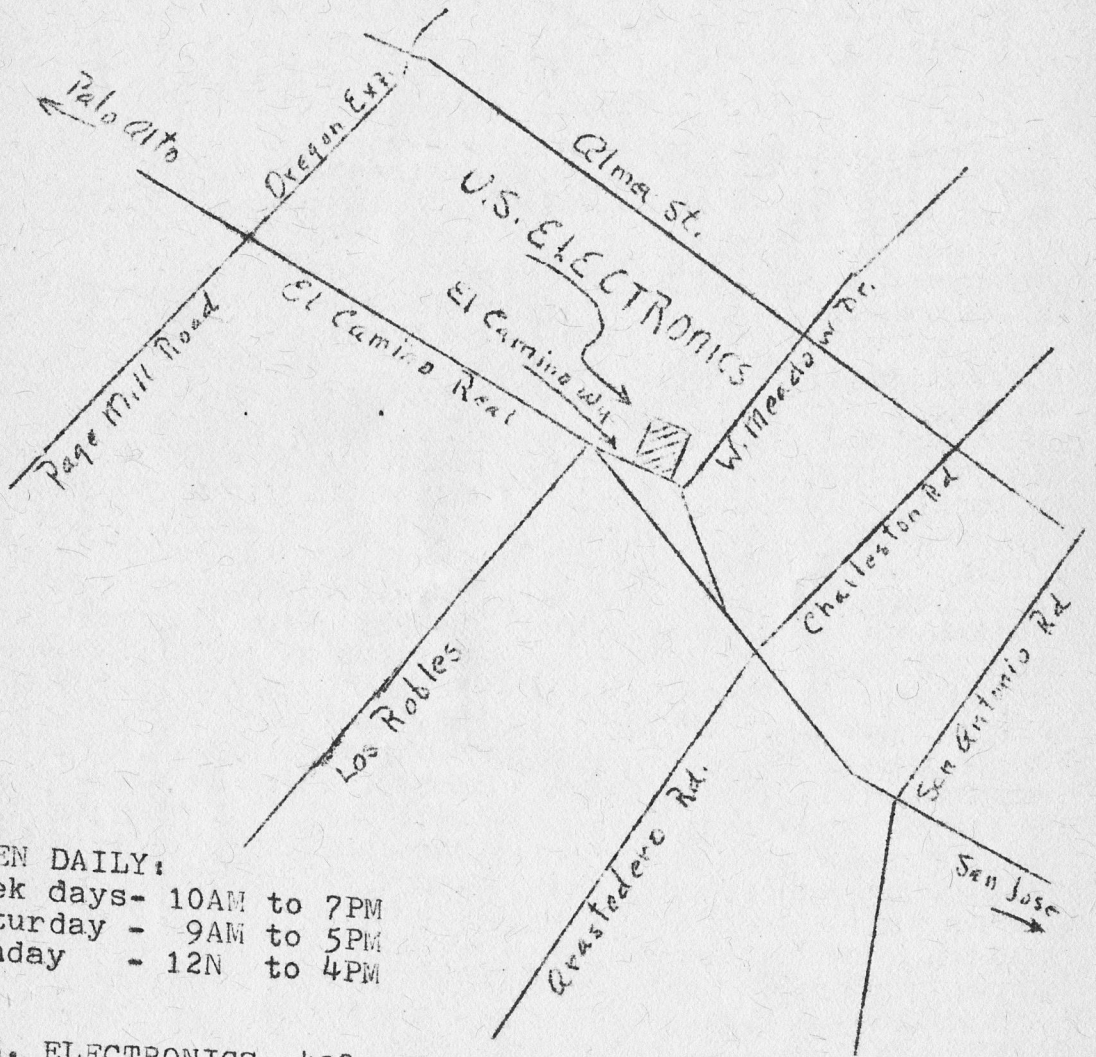 Palo Alto
Oregon Exp.
Alma St.
U.S. ELECTRONICS
El Camino Way
El Camino Real
Page Mill Road
W. Meadow Dr.
Charleston Rd
San Antonio Rd
Los Robles
Arastadero Rd.
San Jose
EN DAILY:
ek days- 10AM to 7PM
turday - 9AM to 5PM
nday - 12N to 4PM
. ELECTRONICS